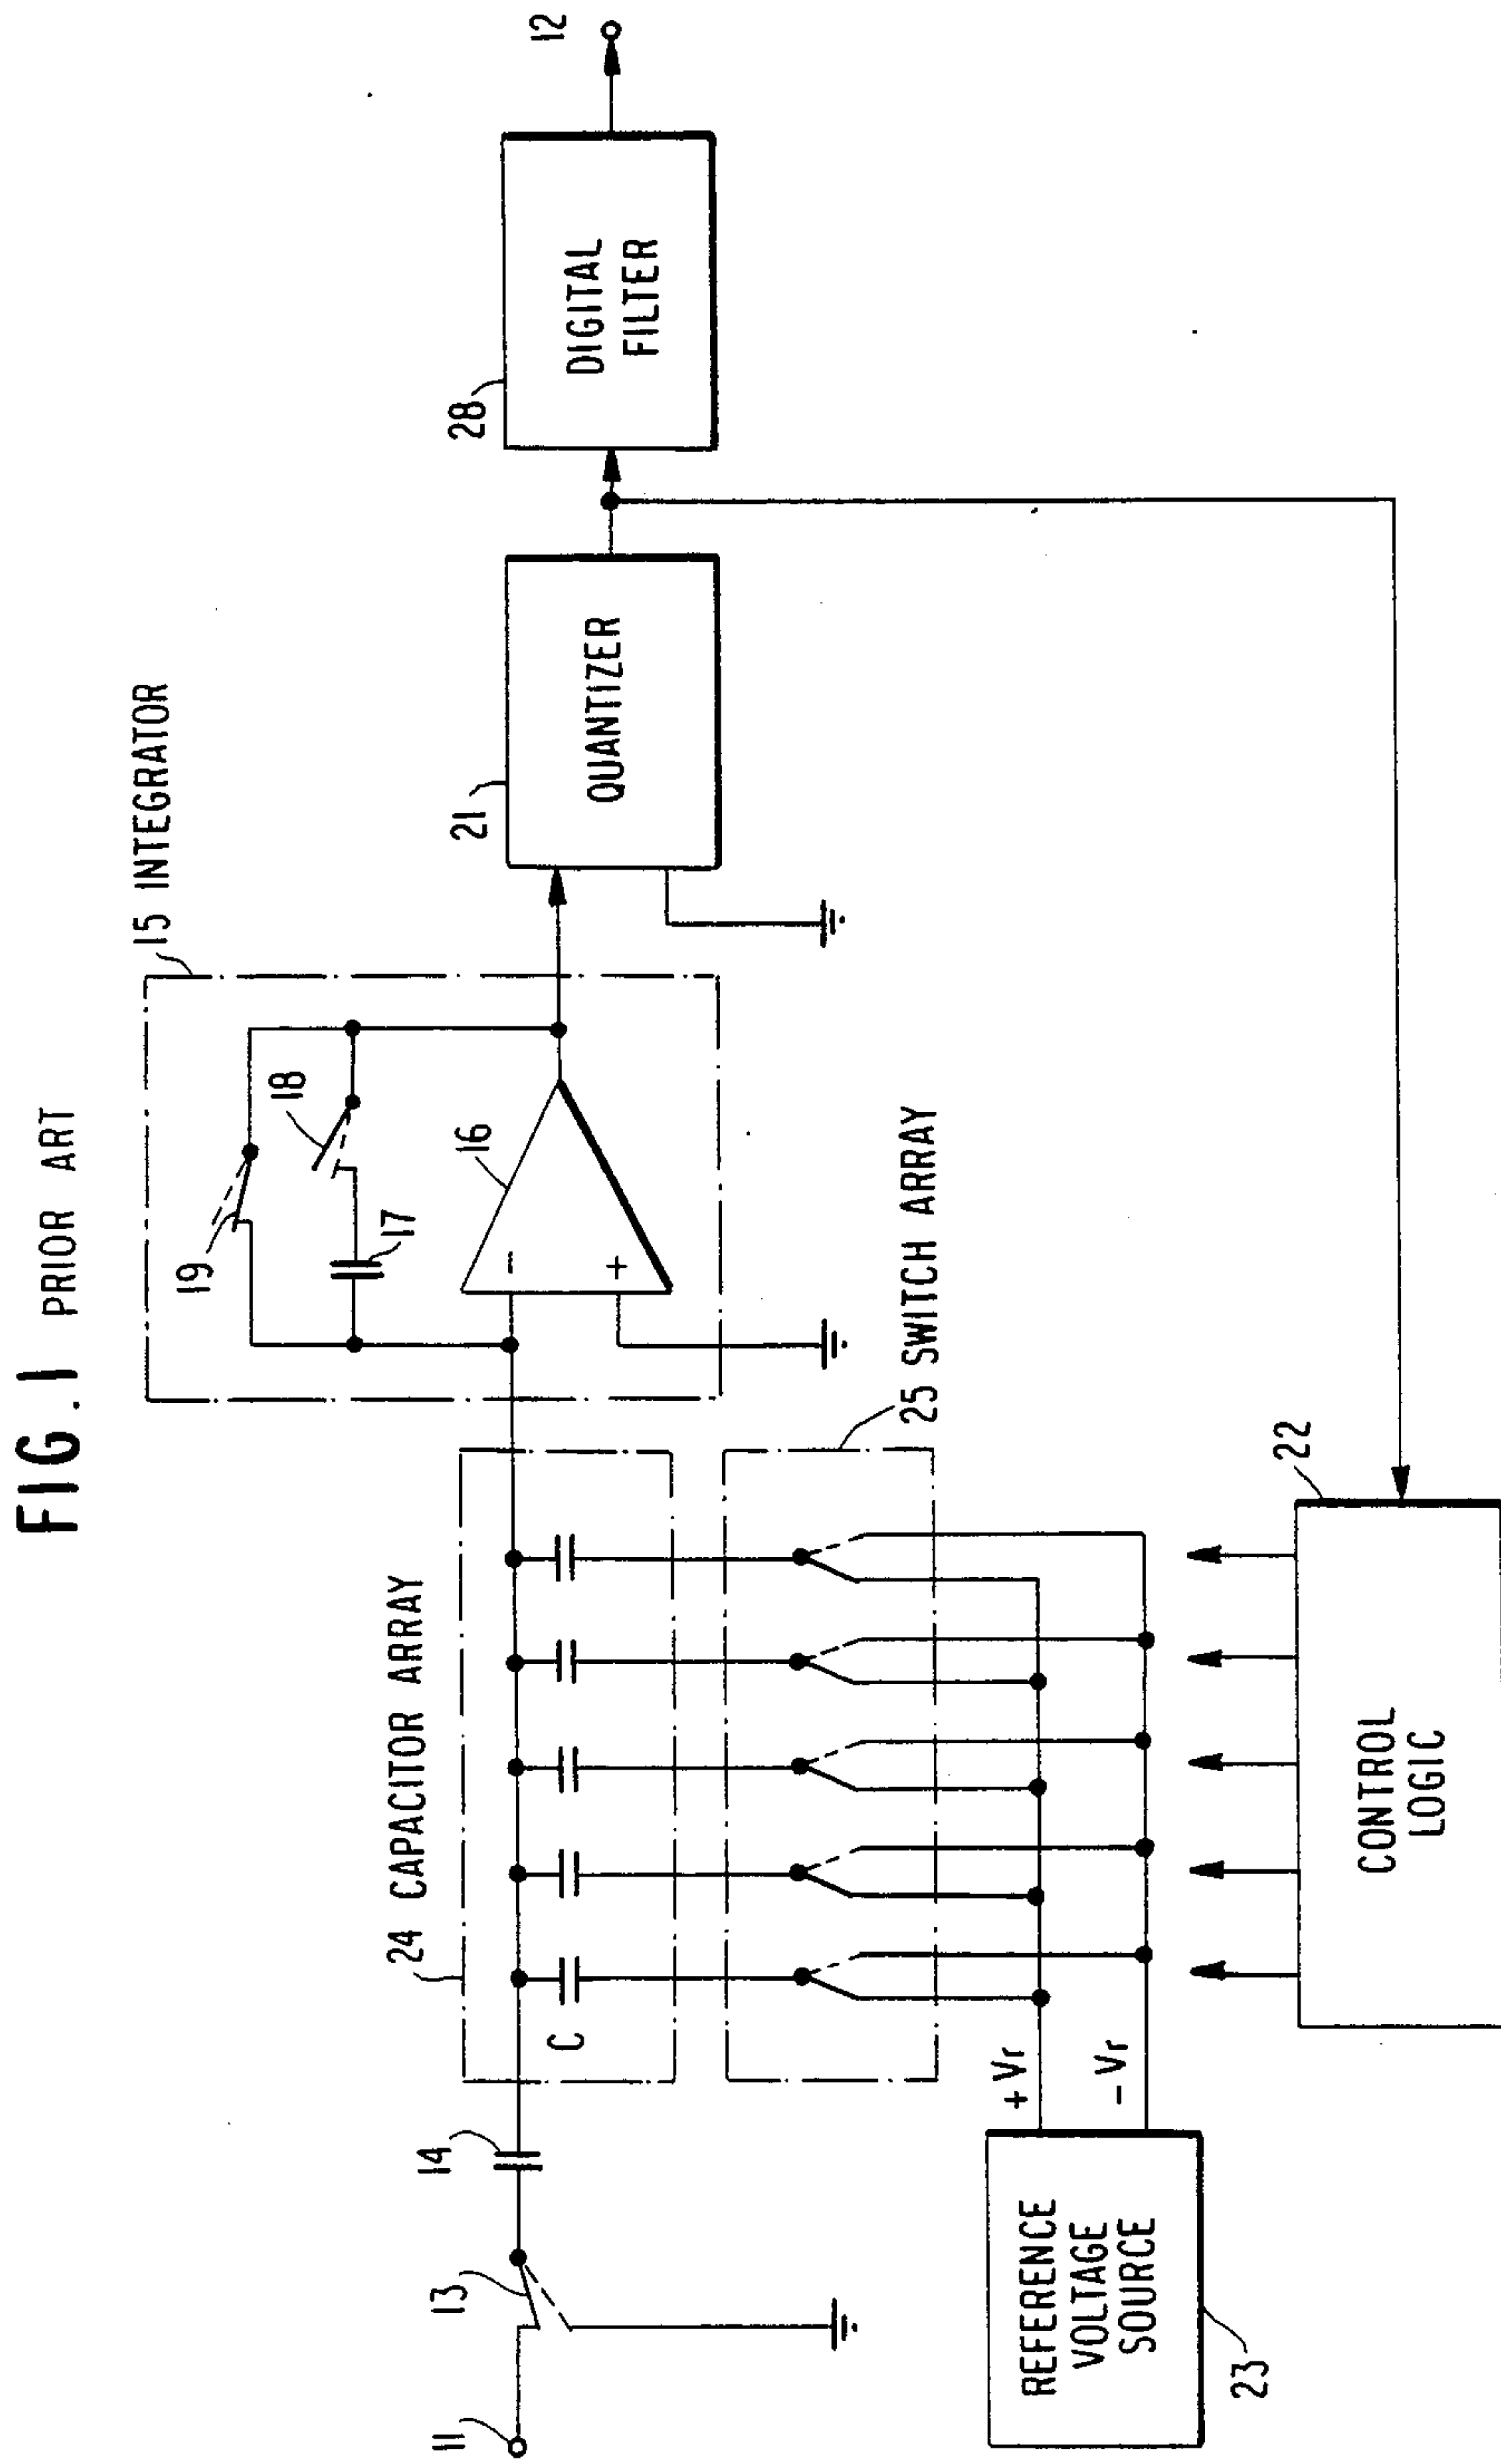 FIG.1 PRIOR ART
15 INTEGRATOR
19
18
17
16
24 CAPACITOR ARRAY
C
14
13
11
21
QUANTIZER
28
DIGITAL
FILTER
12
25 SWITCH ARRAY
+Vr
-Vr
REFERENCE
VOLTAGE
SOURCE
23
22
CONTROL
LOGIC
−
+